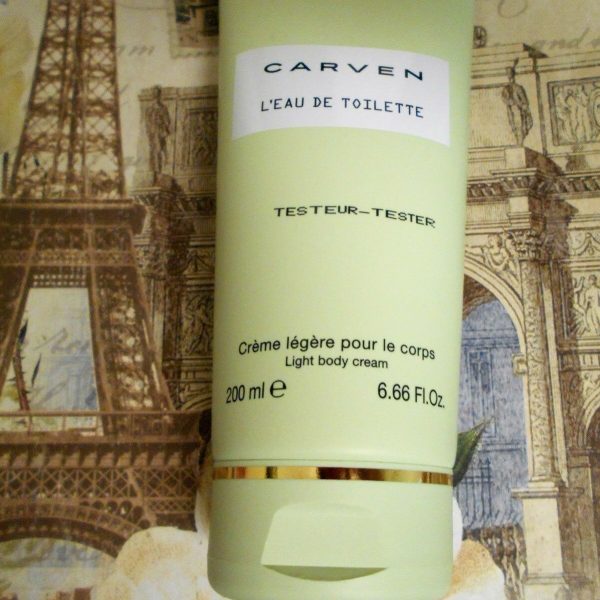 CARVEN
L'EAU DE TOILETTE
TESTEUR-TESTER
Crème légère pour le corps
Light body cream
200 ml e
6.66 Fl.Oz.